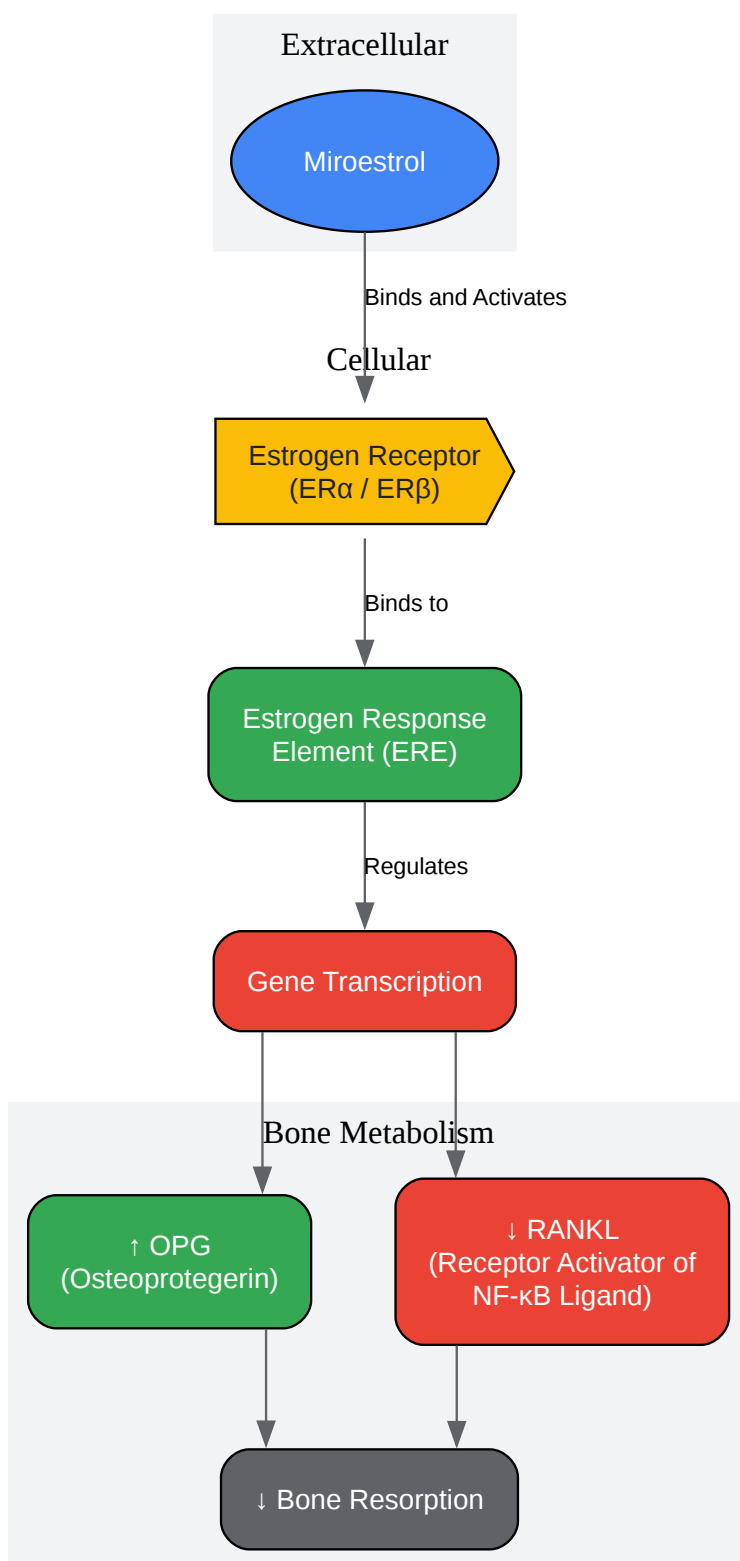 Extracellular
Miroestrol
Binds and Activates
Cellular
Estrogen Receptor
(ERα / ERβ)
Binds to
Estrogen Response
Element (ERE)
Regulates
Gene Transcription
Bone Metabolism
↑ OPG
(Osteoprotegerin)
↓ RANKL
(Receptor Activator of
NF-κB Ligand)
↓ Bone Resorption